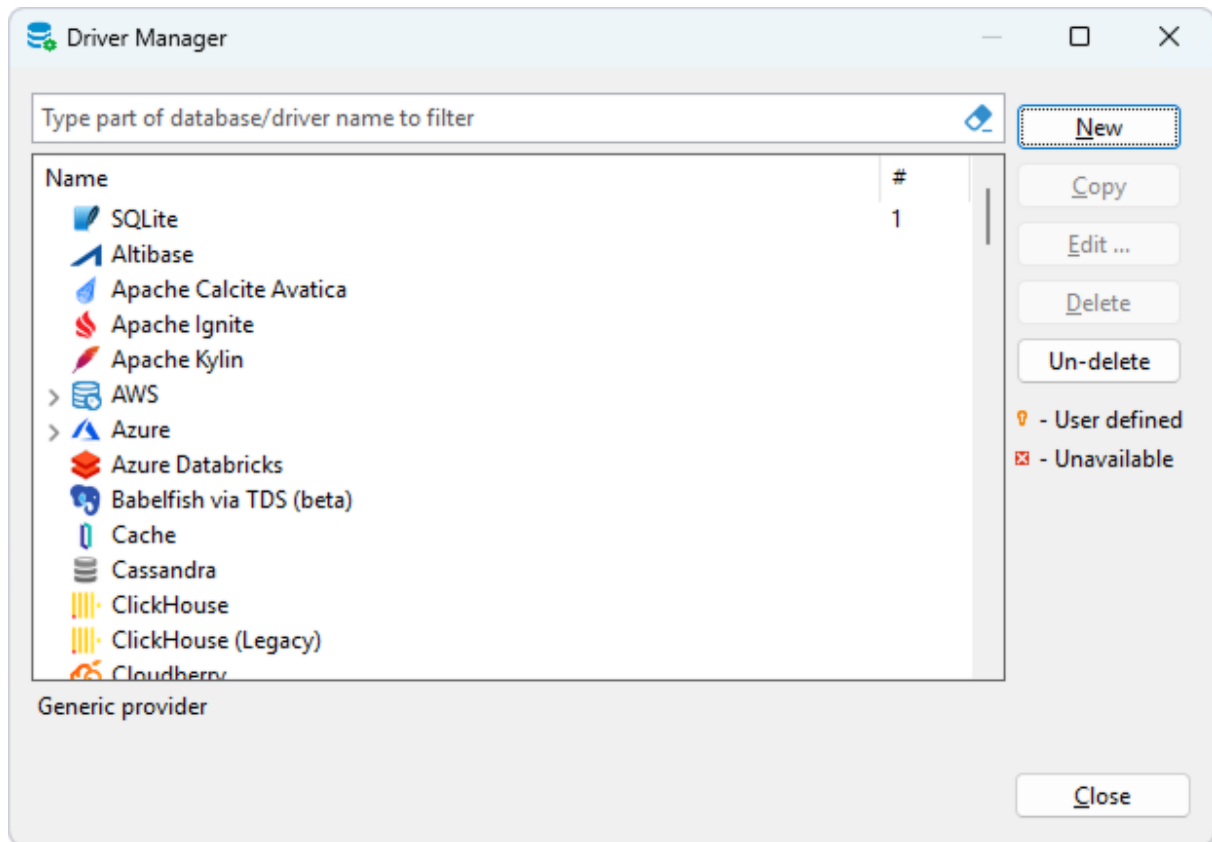 Driver Manager
Type part of database/driver name to filter
New
Name #
Copy
SQLite 1
Altibase
Edit ...
Apache Calcite Avatica
Delete
Apache Ignite
Apache Kylin
Un-delete
AWS
- User defined
Azure
- Unavailable
Azure Databricks
Babelfish via TDS (beta)
Cache
Cassandra
ClickHouse
ClickHouse (Legacy)
Cloudberry
Generic provider
Close